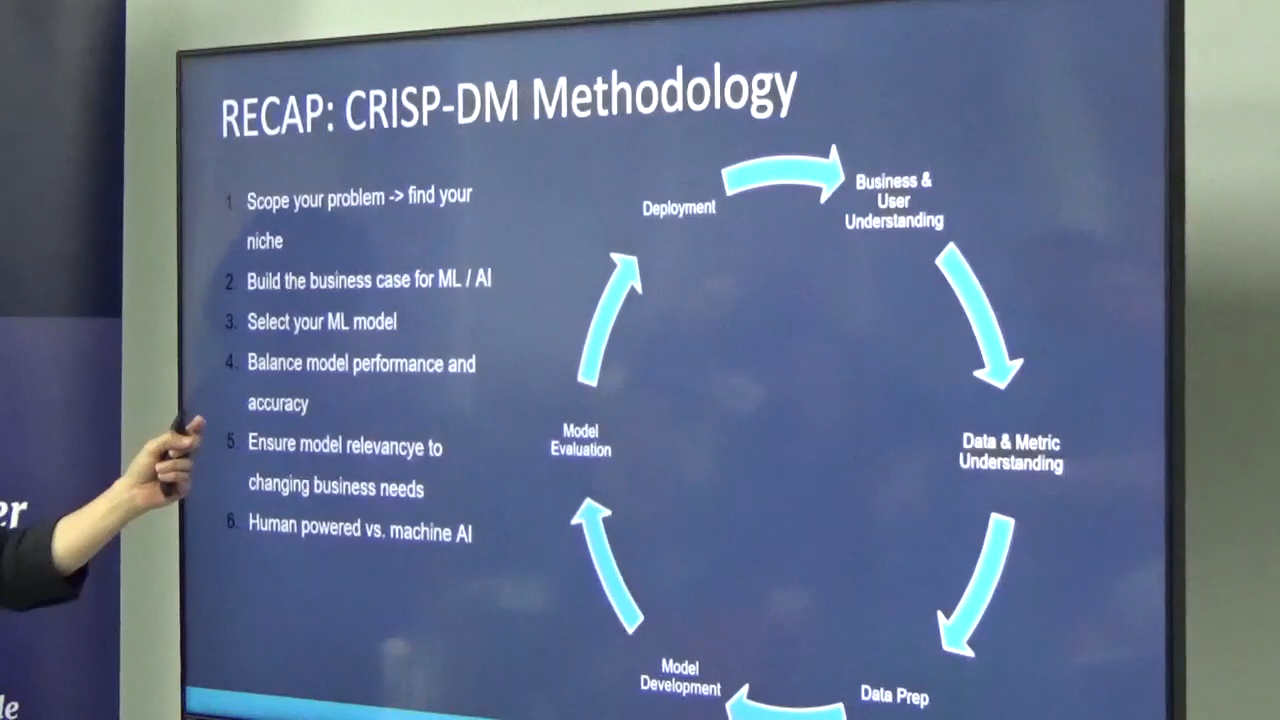 RECAP: CRISP-DM Methodology
1. Scope your problem -> find your
niche
2. Build the business case for ML / AI
3. Select your ML model
4. Balance model performance and
accuracy
5. Ensure model relevancye to
changing business needs
6. Human powered vs. machine AI
Deployment
Business &
User
Understanding
Data & Metric
Understanding
Data Prep
Model
Development
Model
Evaluation
er
le